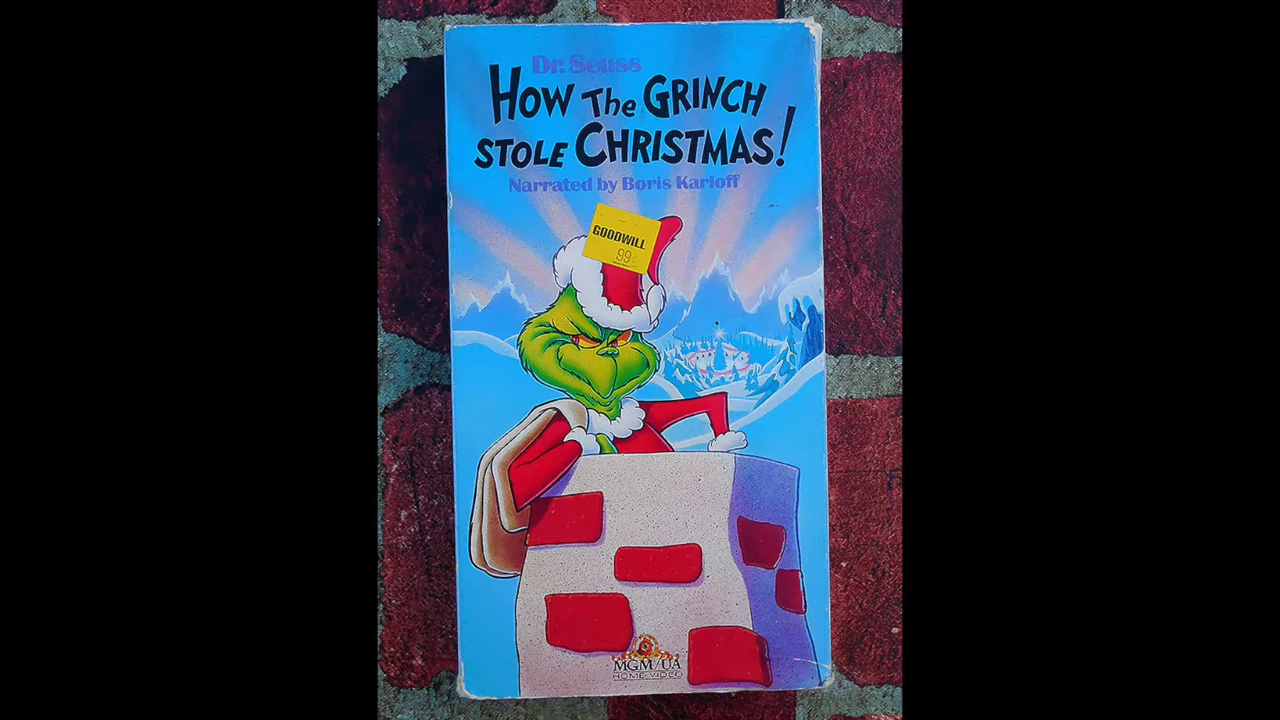 Dr. Seuss
HOW The GRINCH
STOLE CHRISTMAS!
Narrated by Boris Karloff
GOODWILL
99¢
MGM/UA
HOME VIDEO